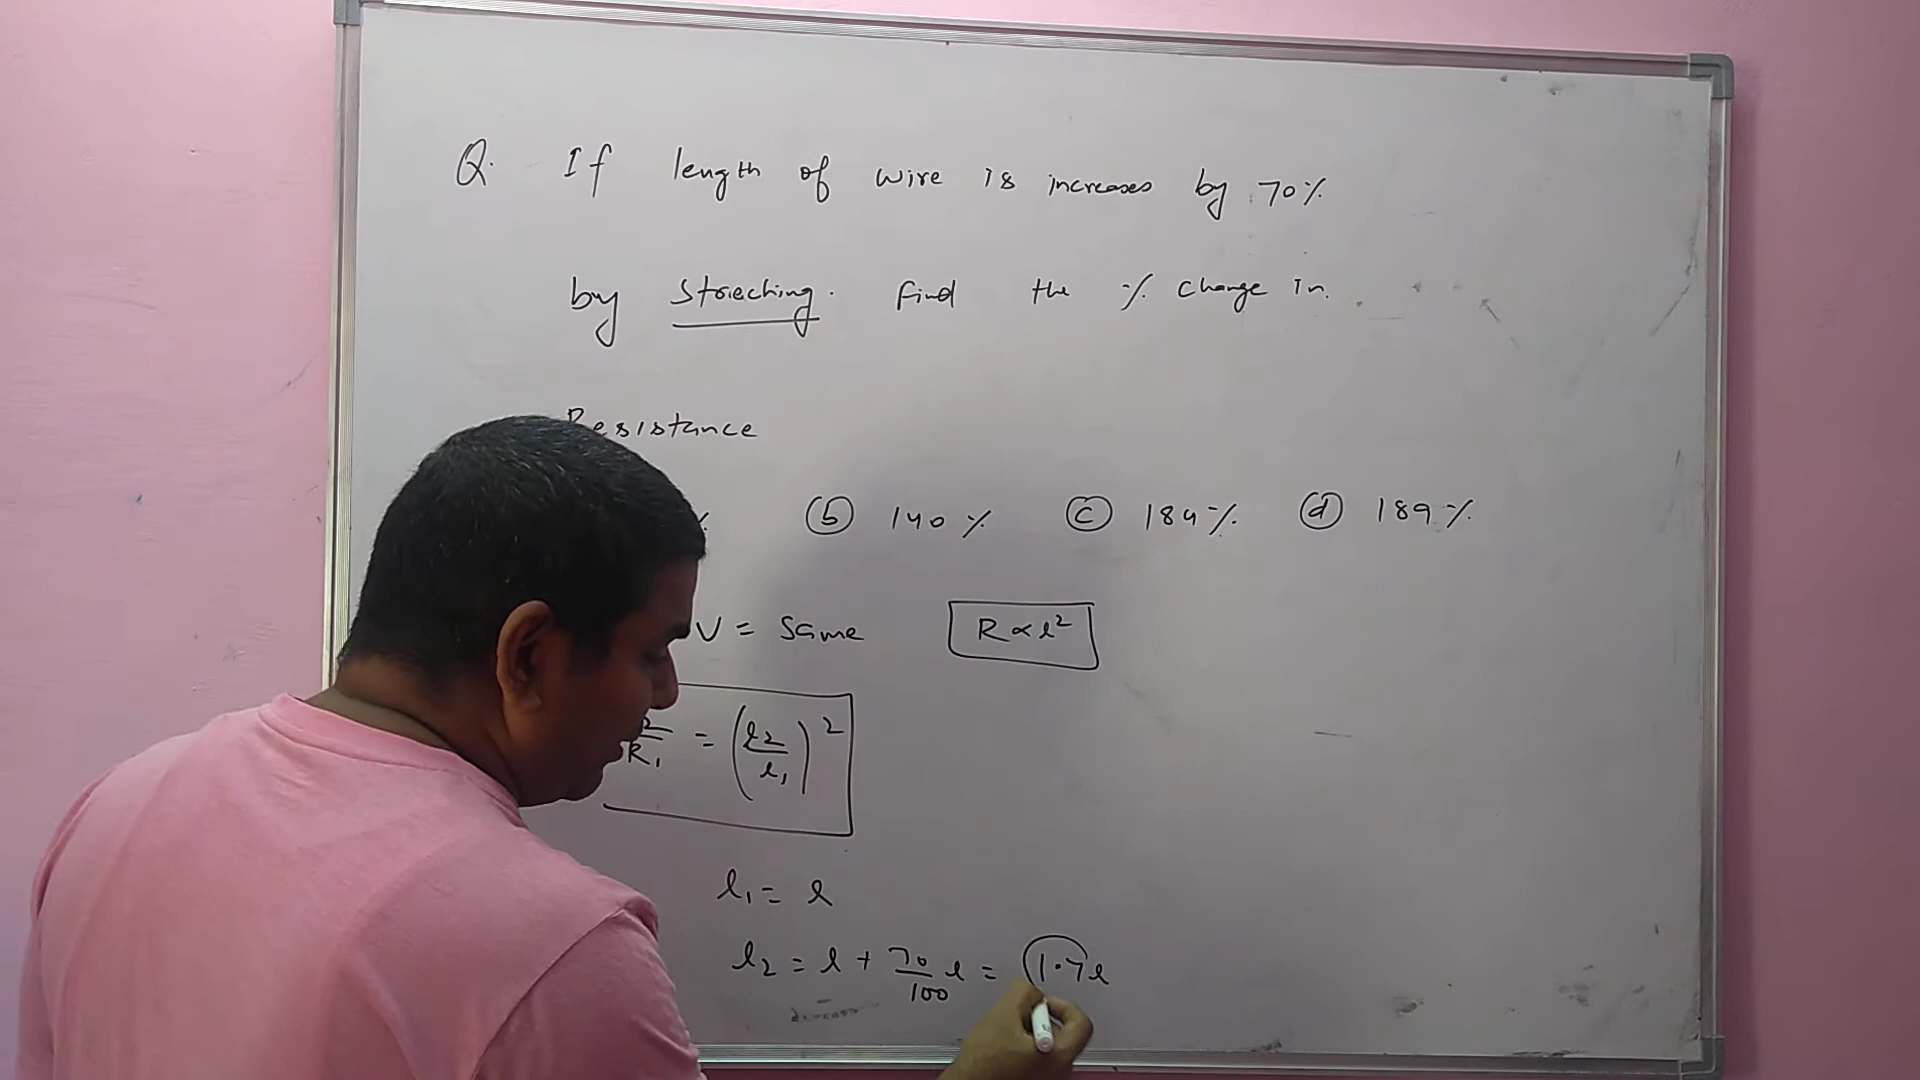 Q. If length of wire is increases by 70%
by Streching. Find the % change in.
Resistance
% (b) 140 % (c) 184 % (d) 189 %
V = Same R ∝ l²
R₁ = (l₂/l₁)²
l₁ = l
l₂ = l + 70/100 l = 1.7l